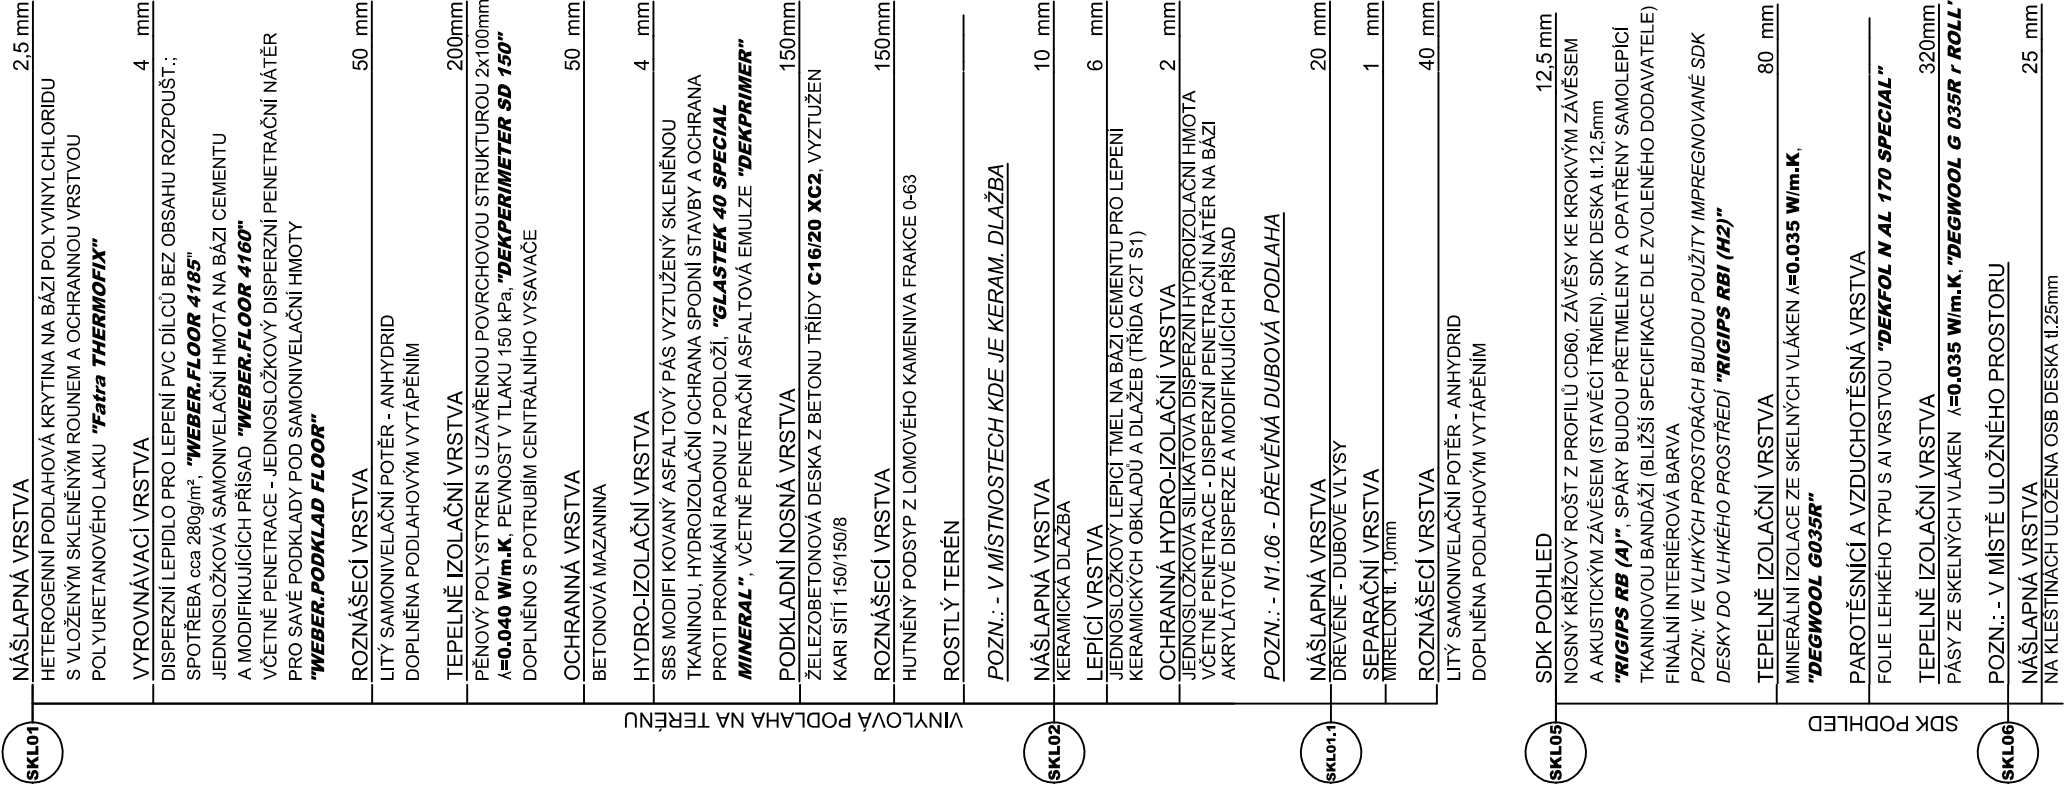 SKL01
VINYLOVÁ PODLAHA NA TERÉNU
NÁŠLAPNÁ VRSTVA 2,5 mm
HETEROGENNÍ PODLAHOVÁ KRYTINA NA BÁZI POLYVINYLCHLORIDU
S VLOŽENÝM SKLENĚNÝM ROUNEM A OCHRANNOU VRSTVOU
POLYURETANOVÉHO LAKU "Fatra THERMOFIX"
VYROVNÁVACÍ VRSTVA 4 mm
DISPERZNÍ LEPIDLO PRO LEPENÍ PVC DÍLCŮ BEZ OBSAHU ROZPOUŠT.;
SPOTŘEBA cca 280g/m², "WEBER.FLOOR 4185"
JEDNOSLOŽKOVÁ SAMONIVELAČNÍ HMOTA NA BÁZI CEMENTU
A MODIFIKUJÍCÍCH PŘÍSAD "WEBER.FLOOR 4160"
VČETNĚ PENETRACE - JEDNOSLOŽKOVÝ DISPERZNÍ PENETRAČNÍ NÁTĚR
PRO SAVÉ PODKLADY POD SAMONIVELAČNÍ HMOTY
"WEBER.PODKLAD FLOOR"
ROZNÁŠECÍ VRSTVA 50 mm
LITÝ SAMONIVELAČNÍ POTĚR - ANHYDRID
DOPLNĚNA PODLAHOVÝM VYTÁPĚNÍM
TEPELNĚ IZOLAČNÍ VRSTVA 200mm
PĚNOVÝ POLYSTYREN S UZAVŘENOU POVRCHOVOU STRUKTUROU 2x100mm
λ=0.040 W/m.K, PEVNOST V TLAKU 150 kPa, "DEKPERIMETER SD 150"
DOPLNĚNO S POTRUBÍM CENTRÁLNÍHO VYSAVAČE
OCHRANNÁ VRSTVA 50 mm
BETONOVÁ MAZANINA
HYDRO-IZOLAČNÍ VRSTVA 4 mm
SBS MODIFI KOVANÝ ASFALTOVÝ PÁS VYZTUŽENÝ SKLENĚNOU
TKANINOU, HYDROIZOLAČNÍ OCHRANA SPODNÍ STAVBY A OCHRANA
PROTI PRONIKÁNÍ RADONU Z PODLOŽÍ, "GLASTEK 40 SPECIAL
MINERAL", VČETNĚ PENETRAČNÍ ASFALTOVÁ EMULZE "DEKPRIMER"
PODKLADNÍ NOSNÁ VRSTVA 150mm
ŽELEZOBETONOVÁ DESKA Z BETONU TŘÍDY C16/20 XC2, VYZTUŽEN
KARI SÍTÍ 150/150/8
ROZNÁŠECÍ VRSTVA 150mm
HUTNĚNÝ PODSYP Z LOMOVÉHO KAMENIVA FRAKCE 0-63
ROSTLÝ TERÉN
POZN.: - V MÍSTNOSTECH KDE JE KERAM. DLAŽBA
SKL02
NÁŠLAPNÁ VRSTVA 10 mm
KERAMICKÁ DLAŽBA
LEPÍCÍ VRSTVA 6 mm
JEDNOSLOŽKOVÝ LEPICÍ TMEL NA BÁZI CEMENTU PRO LEPENÍ
KERAMICKÝCH OBKLADŮ A DLAŽEB (TŘÍDA C2T S1)
OCHRANNÁ HYDRO-IZOLAČNÍ VRSTVA 2 mm
JEDNOSLOŽKOVÁ SILIKÁTOVÁ DISPERZNÍ HYDROIZOLAČNÍ HMOTA
VČETNĚ PENETRACE - DISPERZNÍ PENETRAČNÍ NÁTĚR NA BÁZI
AKRYLÁTOVÉ DISPERZE A MODIFIKUJÍCÍCH PŘÍSAD
POZN.: - N1.06 - DŘEVĚNÁ DUBOVÁ PODLAHA
SKL01.1
NÁŠLAPNÁ VRSTVA 20 mm
DŘEVĚNÉ - DUBOVÉ VLYSY
SEPARAČNÍ VRSTVA 1 mm
MIRELON tl. 1,0mm
ROZNÁŠECÍ VRSTVA 40 mm
LITÝ SAMONIVELAČNÍ POTĚR - ANHYDRID
DOPLNĚNA PODLAHOVÝM VYTÁPĚNÍM
SKL05
SDK PODHLED
SDK PODHLED 12,5 mm
NOSNÝ KŘÍŽOVÝ ROŠT Z PROFILŮ CD60, ZÁVĚSY KE KROKVÝM ZÁVĚSEM
A AKUSTICKÝM ZÁVĚSEM (STAVĚCÍ TŘMEN), SDK DESKA tl.12,5mm
"RIGIPS RB (A)", SPÁRY BUDOU PŘETMELENY A OPATŘENY SAMOLEPÍCÍ
TKANINOVOU BANDÁŽÍ (BLIŽŠÍ SPECIFIKACE DLE ZVOLENÉHO DODAVATELE)
FINÁLNÍ INTERIÉROVÁ BARVA
POZN: VE VLHKÝCH PROSTORÁCH BUDOU POUŽITY IMPREGNOVANÉ SDK
DESKY DO VLHKÉHO PROSTŘEDÍ "RIGIPS RBI (H2)"
TEPELNĚ IZOLAČNÍ VRSTVA 80 mm
MINERÁLNÍ IZOLACE ZE SKELNÝCH VLÁKEN λ=0.035 W/m.K,
"DEGWOOL G035R"
PAROTĚSNÍCÍ A VZDUCHOTĚSNÁ VRSTVA
FOLIE LEHKÉHO TYPU S Al VRSTVOU "DEKFOL N AL 170 SPECIAL"
TEPELNĚ IZOLAČNÍ VRSTVA 320mm
PÁSY ZE SKELNÝCH VLÁKEN λ=0.035 W/m.K, "DEGWOOL G 035R r ROLL"
POZN.: - V MÍSTĚ ULOŽNÉHO PROSTORU
SKL06
NÁŠLAPNÁ VRSTVA 25 mm
NA KLEŠTINÁCH ULOŽENA OSB DESKA tl.25mm